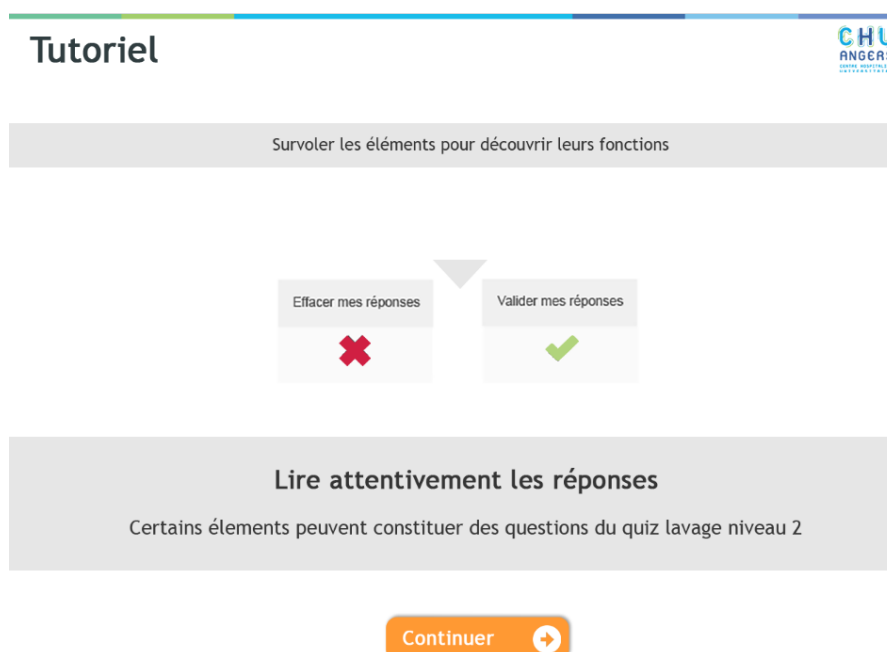 Tutoriel
CHU
ANGERS
Survoler les éléments pour découvrir leurs fonctions
Effacer mes réponses
Valider mes réponses
Lire attentivement les réponses
Certains élements peuvent constituer des questions du quiz lavage niveau 2
Continuer